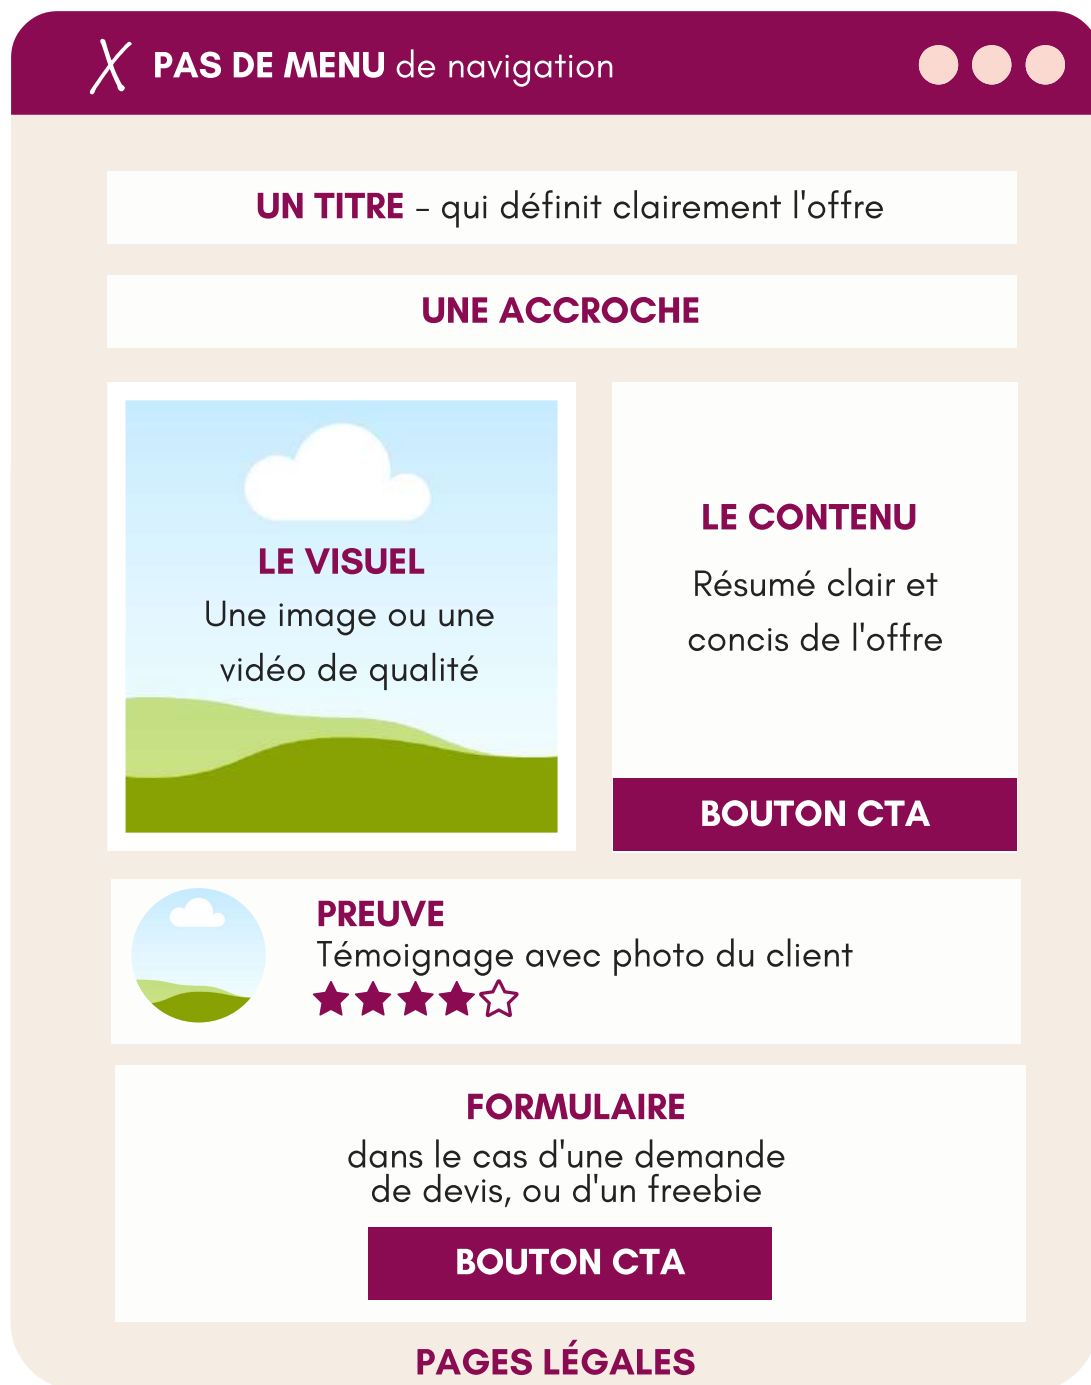 PAS DE MENU de navigation
UN TITRE - qui définit clairement l'offre
UNE ACCROCHE
LE VISUEL
Une image ou une
vidéo de qualité
LE CONTENU
Résumé clair et
concis de l'offre
BOUTON CTA
PREUVE
Témoignage avec photo du client
FORMULAIRE
dans le cas d'une demande
de devis, ou d'un freebie
BOUTON CTA
PAGES LÉGALES